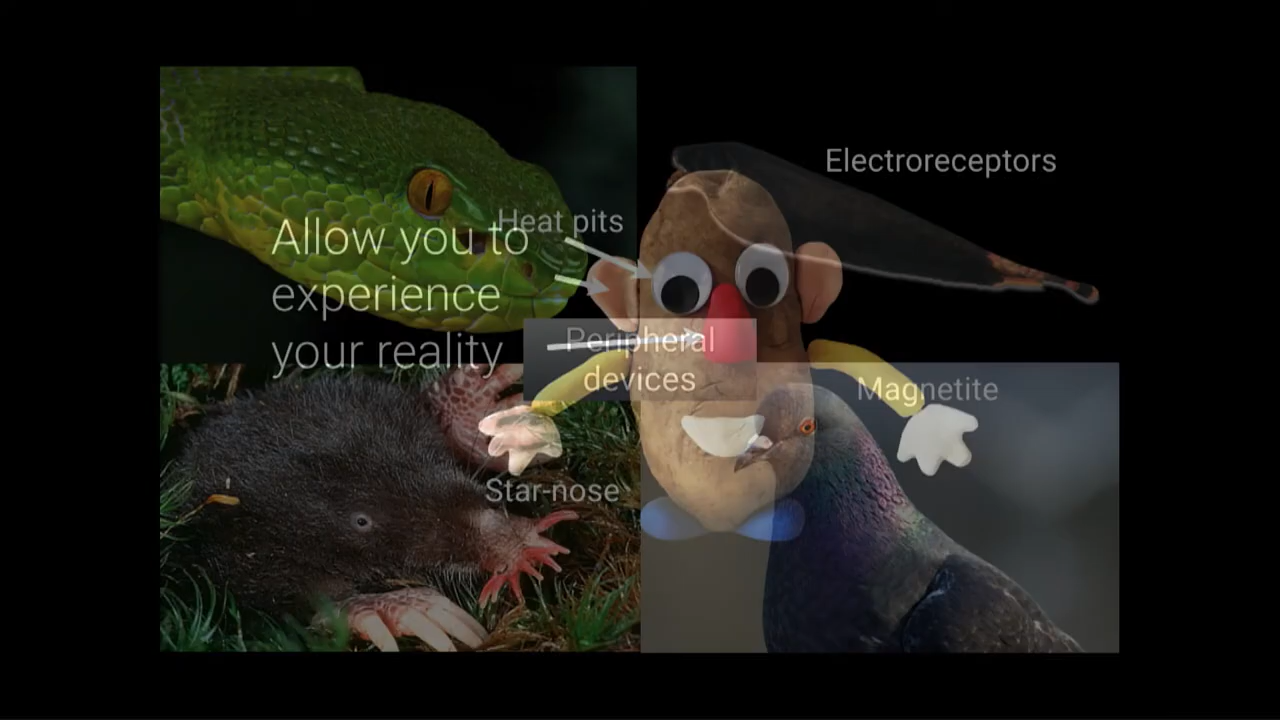 Electroreceptors
Heat pits
Allow you to
experience
your reality
Peripheral
devices
Magnetite
Star-nose